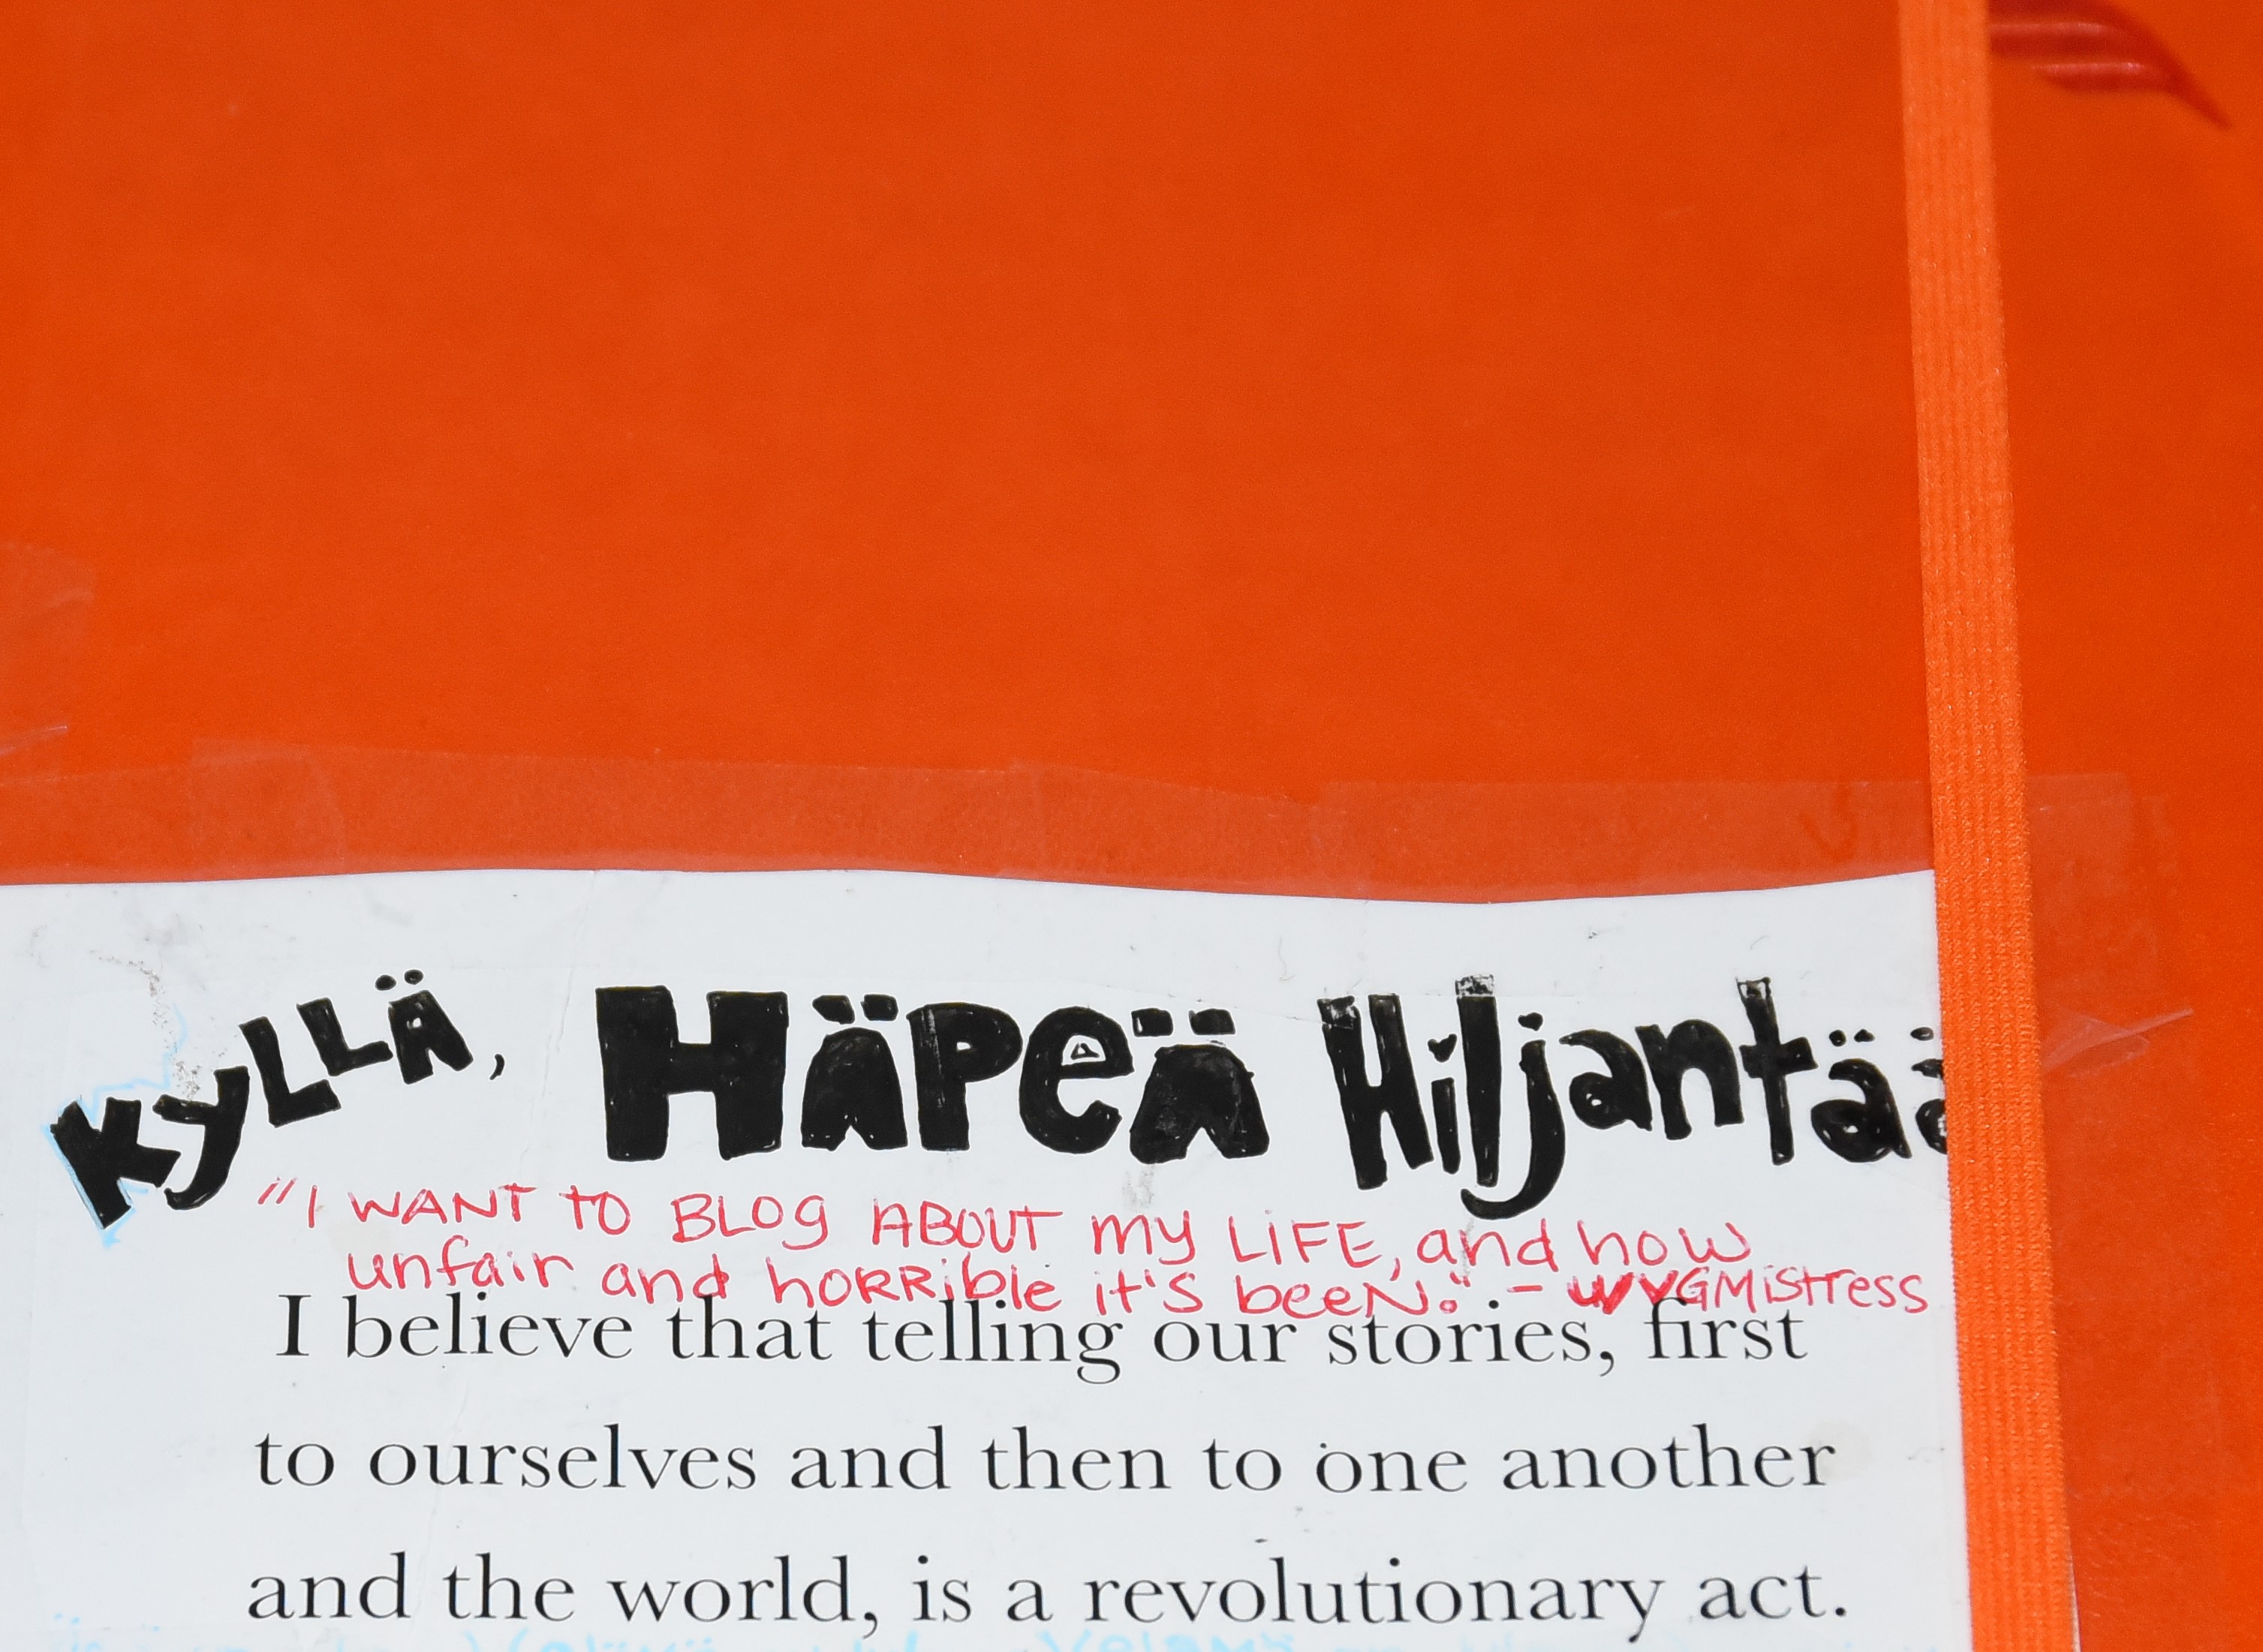 KYLLÄ, Häpeä Hiljantää
"I WANT TO BLOG ABOUT my LiFE, and how
unfair and hoRRible it's beeN." - WVGMistress
I believe that telling our stories, first
to ourselves and then to one another
and the world, is a revolutionary act.